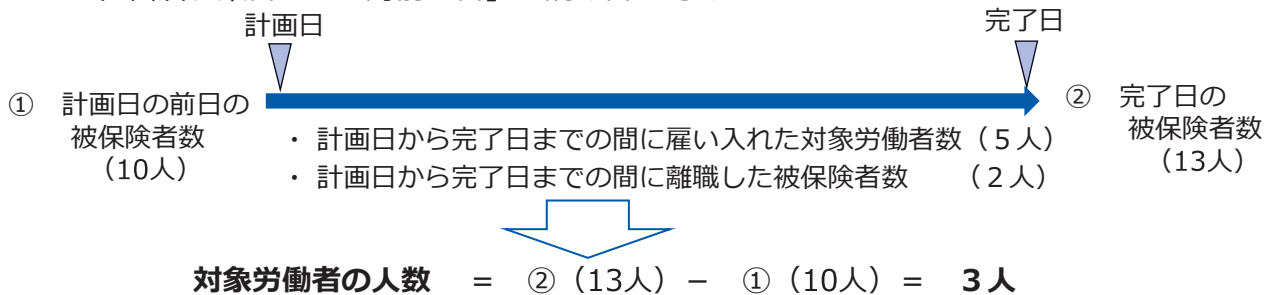 計画日
完了日
① 計画日の前日の
被保険者数
(10人)
・ 計画日から完了日までの間に雇い入れた対象労働者数(5人)
・ 計画日から完了日までの間に離職した被保険者数 (2人)
② 完了日の
被保険者数
(13人)
対象労働者の人数 = ②(13人)- ①(10人)= 3人